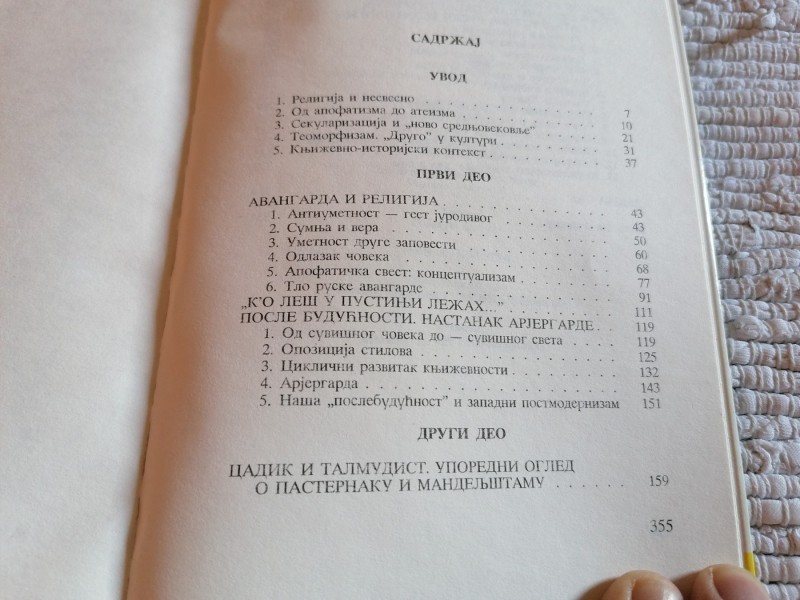 САДРЖАЈ
УВОД
1. Религија и несвесно . . . . . . . . . . . . . . . . 7
2. Од апофатизма до атеизма . . . . . . . . . . . . 10
3. Секуларизација и „ново средњовековље” . . . . . 21
4. Теоморфизам. „Друго” у култури . . . . . . . . . 31
5. Књижевно-историјски контекст . . . . . . . . . . 37
ПРВИ ДЕО
АВАНГАРДА И РЕЛИГИЈА . . . . . . . . . . . . . . 43
1. Антиуметност — гест јуродивог . . . . . . . . . 43
2. Сумња и вера . . . . . . . . . . . . . . . . . . 50
3. Уметност друге заповести . . . . . . . . . . . . 60
4. Одлазак човека . . . . . . . . . . . . . . . . . 68
5. Апофатичка свест: концептуализам . . . . . . . . 77
6. Тло руске авангарде . . . . . . . . . . . . . . . 91
„К’О ЛЕШ У ПУСТИЊИ ЛЕЖАХ...” . . . . . . . . . . 111
ПОСЛЕ БУДУЋНОСТИ. НАСТАНАК АРЈЕРГАРДЕ . . 119
1. Од сувишног човека до — сувишног света . . . . 119
2. Опозиција стилова . . . . . . . . . . . . . . . . 125
3. Циклични развитак књижевности . . . . . . . . . 132
4. Арјергарда . . . . . . . . . . . . . . . . . . . 143
5. Наша „послебудућност” и западни постмодернизам 151
ДРУГИ ДЕО
ЦАДИК И ТАЛМУДИСТ. УПОРЕДНИ ОГЛЕД
О ПАСТЕРНАКУ И МАНДЕЉШТАМУ . . . . . . 159
355